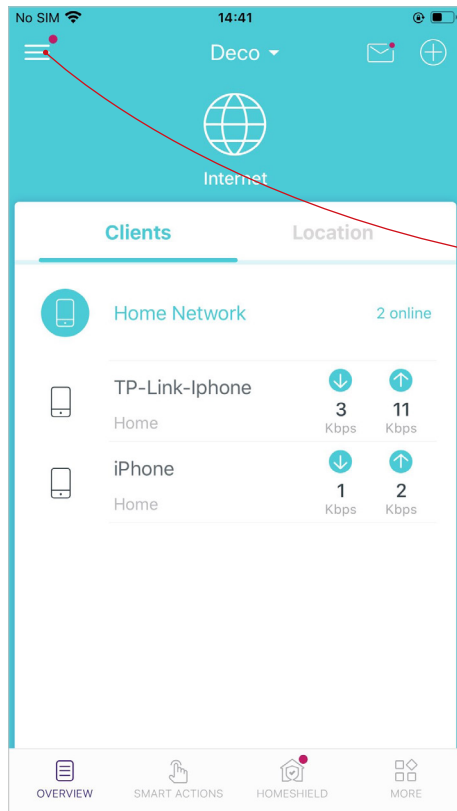 No SIM 14:41
Deco
Internet
Clients Location
Home Network 2 online
TP-Link-Iphone
Home
3 11
Kbps Kbps
iPhone
Home
1 2
Kbps Kbps
OVERVIEW SMART ACTIONS HOMESHIELD MORE